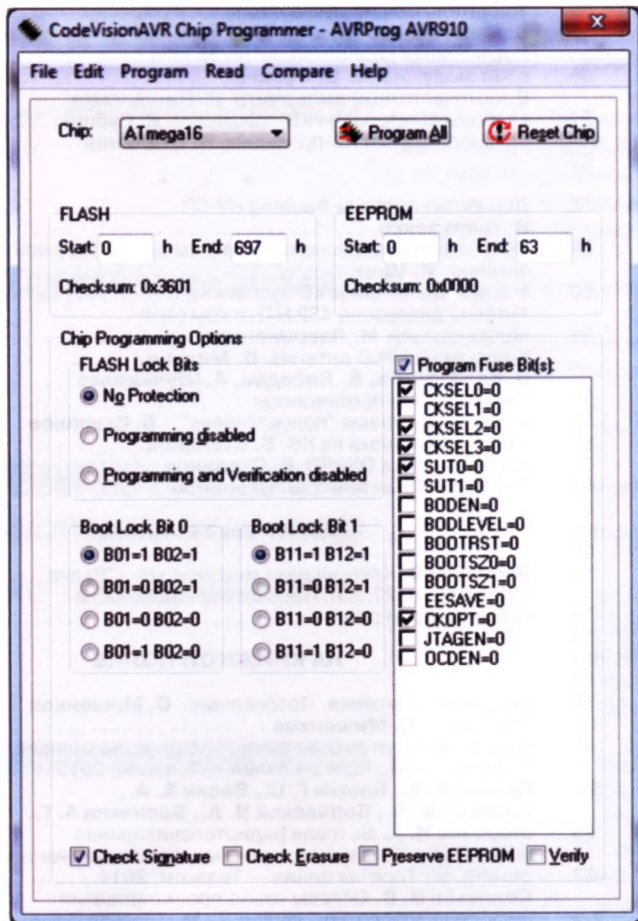 CodeVisionAVR Chip Programmer - AVRProg AVR910
File Edit Program Read Compare Help
Chip: ATmega16 Program All Reset Chip
FLASH
Start: 0 h End: 697 h
Checksum: 0x3601
EEPROM
Start: 0 h End: 63 h
Checksum: 0x0000
Chip Programming Options
FLASH Lock Bits
No Protection
Programming disabled
Programming and Verification disabled
Boot Lock Bit 0
B01=1 B02=1
B01=0 B02=1
B01=0 B02=0
B01=1 B02=0
Boot Lock Bit 1
B11=1 B12=1
B11=0 B12=1
B11=0 B12=0
B11=1 B12=0
Program Fuse Bit(s):
CKSEL0=0
CKSEL1=0
CKSEL2=0
CKSEL3=0
SUT0=0
SUT1=0
BODEN=0
BODLEVEL=0
BOOTRST=0
BOOTSZ0=0
BOOTSZ1=0
EESAVE=0
CKOPT=0
JTAGEN=0
OCDEN=0
Check Signature Check Erasure Preserve EEPROM Verify